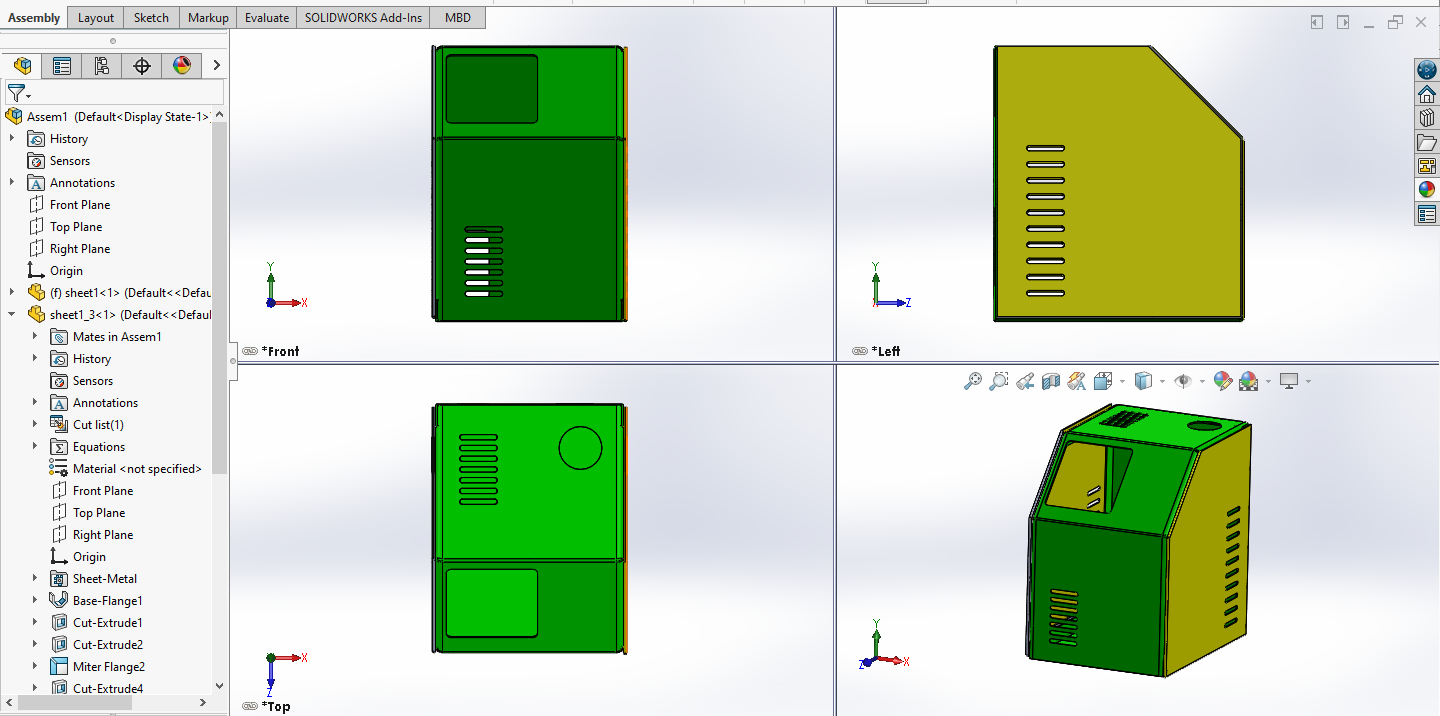 Assembly Layout Sketch Markup Evaluate SOLIDWORKS Add-Ins MBD
Assem1 (Default<Display State-1>
History
Sensors
Annotations
Front Plane
Top Plane
Right Plane
Origin
(f) sheet1<1> (Default<<Defau
sheet1_3<1> (Default<<Defaul
Mates in Assem1
History
Sensors
Annotations
Cut list(1)
Equations
Material <not specified>
Front Plane
Top Plane
Right Plane
Origin
Sheet-Metal
Base-Flange1
Cut-Extrude1
Cut-Extrude2
Miter Flange2
Cut-Extrude4
Y
X
*Front
Y
Z
*Left
X
Z
*Top
Y
Z
X